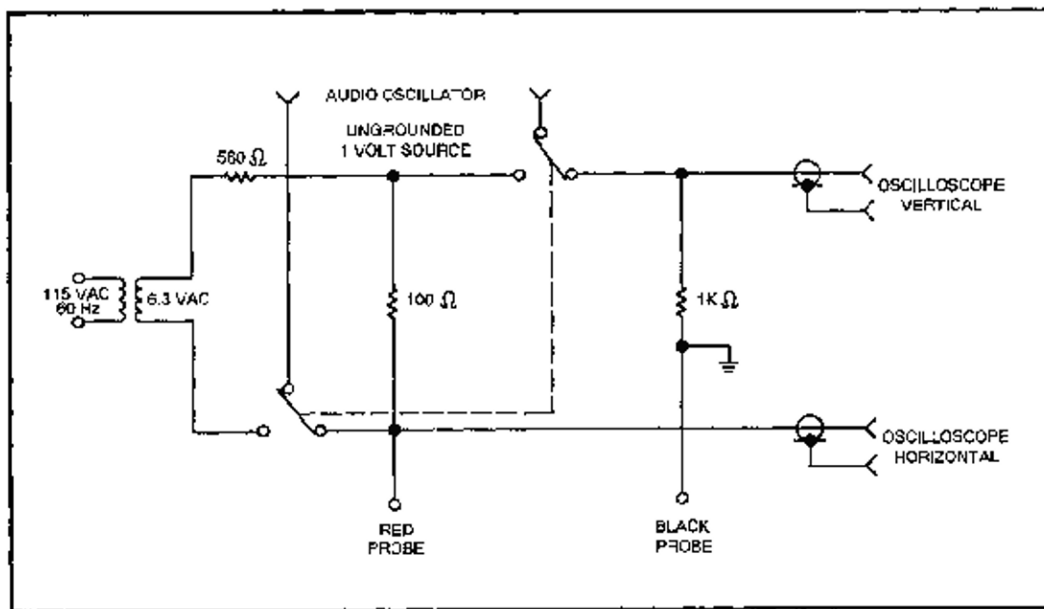 AUDIO OSCILLATOR
UNGROUNDED
1 VOLT SOURCE
560 Ω
OSCILLOSCOPE
VERTICAL
115 VAC
60 Hz
6.3 VAC
100 Ω
1K Ω
OSCILLOSCOPE
HORIZONTAL
RED
PROBE
BLACK
PROBE